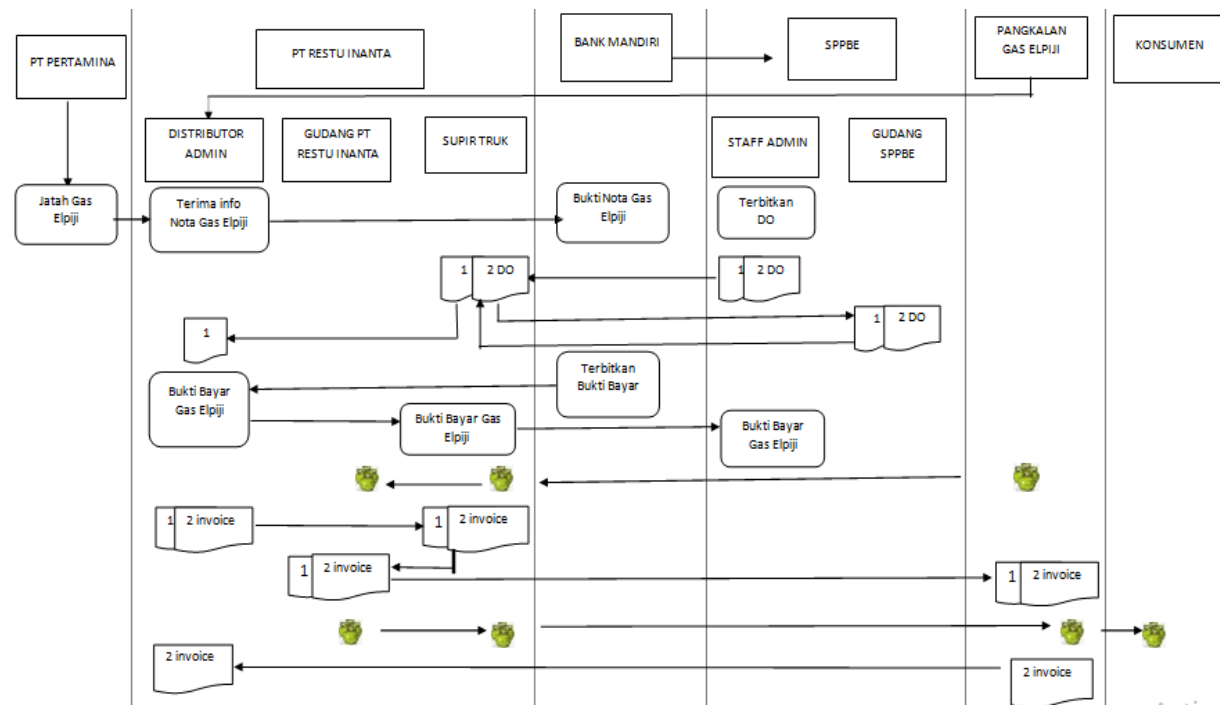 PT PERTAMINA
PT RESTU INANTA
BANK MANDIRI
SPPBE
PANGKALAN
GAS ELPIJI
KONSUMEN
DISTRIBUTOR
ADMIN
GUDANG PT
RESTU INANTA
SUPIR TRUK
STAFF ADMIN
GUDANG
SPPBE
Jatah Gas
Elpiji
Terima info
Nota Gas Elpiji
Bukti Nota Gas
Elpiji
Terbitkan
DO
1
2 DO
1
2 DO
1
1
2 DO
Bukti Bayar
Gas Elpiji
Terbitkan
Bukti Bayar
Bukti Bayar Gas
Elpiji
Bukti Bayar
Gas Elpiji
1
2 invoice
1
2 invoice
1
2 invoice
1
2 invoice
2 invoice
2 invoice